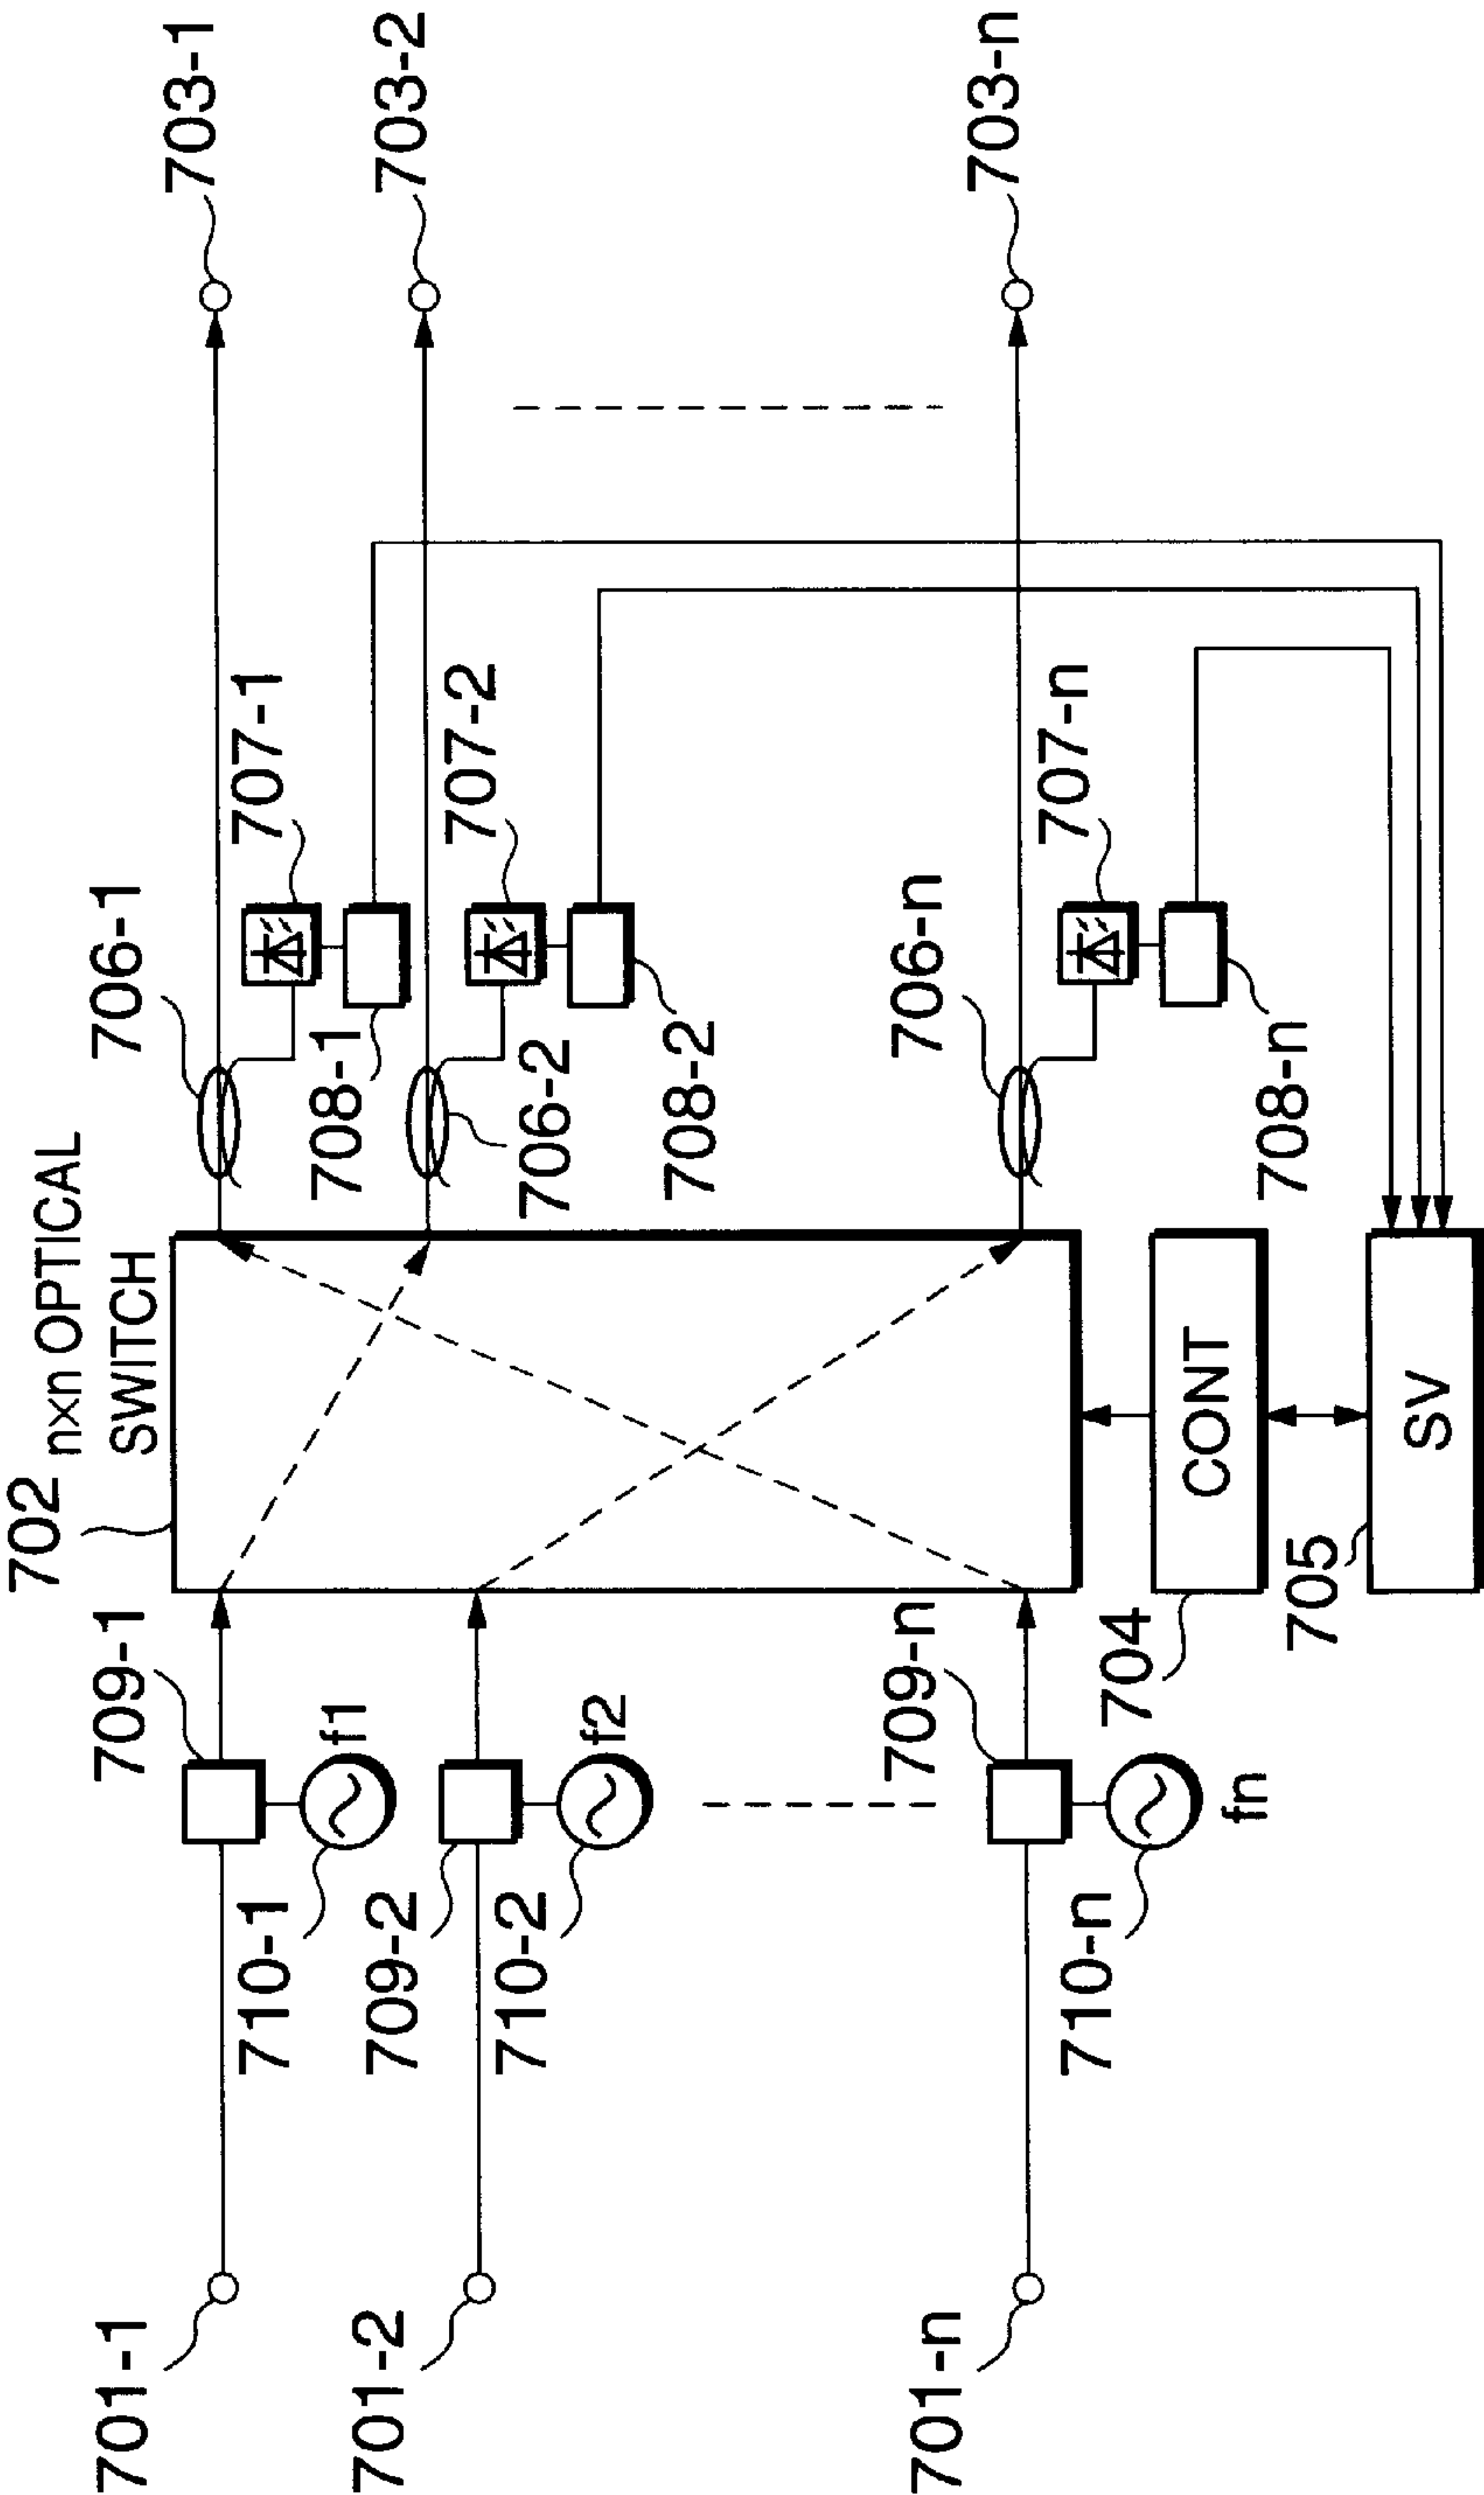 702 nxn OPTICAL
SWITCH
706-1
703-1
709-1
707-1
703-2
701-1
f1
708-1
707-2
710-1
706-2
709-2
f2
708-2
701-2
710-2
709-n
706-n
707-n
703-n
701-n
704
CONT
708-n
710-n
fn
705
SV